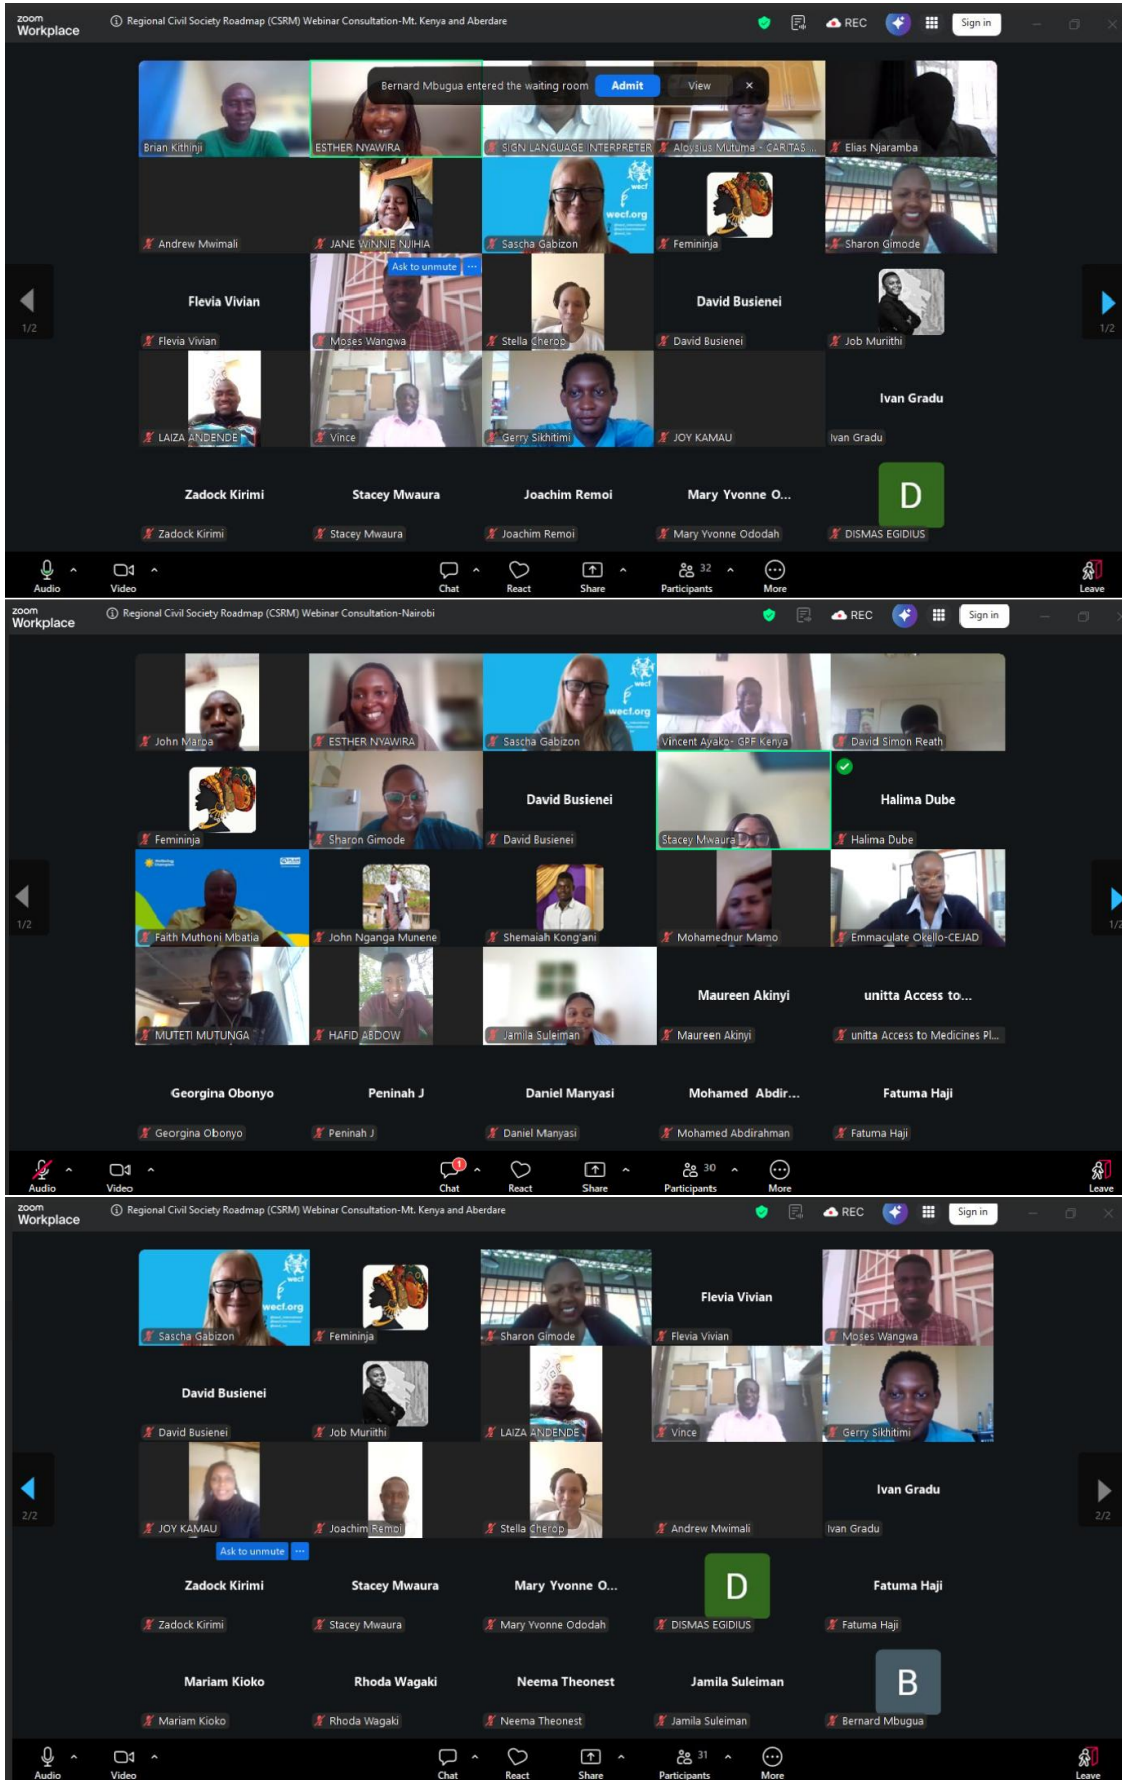 zoom
Workplace
Regional Civil Society Roadmap (CSRM) Webinar Consultation-Mt. Kenya and Aberdare
REC
Sign in
Bernard Mbugua entered the waiting room
Admit
View
Brian Kithinji
ESTHER NYAWIRA
SIGN LANGUAGE INTERPRETER
Aloysius Mutuma - CARITAS ...
Elias Njaramba
wecf
wecf.org
Andrew Mwimali
JANE WINNIE NJIHIA
Sascha Gabizon
Femininja
Sharon Gimode
Ask to unmute
Flevia Vivian
David Busienei
1/2
1/2
Flevia Vivian
Moses Wangwa
Stella Cherop
David Busienei
Job Muriithi
Ivan Gradu
LAIZA ANDENDE
Vince
Gerry Sikhitimi
JOY KAMAU
Ivan Gradu
Zadock Kirimi
Stacey Mwaura
Joachim Remoi
Mary Yvonne O...
D
Zadock Kirimi
Stacey Mwaura
Joachim Remoi
Mary Yvonne Ododah
DISMAS EGIDIUS
32
Audio
Video
Chat
React
Share
Participants
More
Leave
zoom
Workplace
Regional Civil Society Roadmap (CSRM) Webinar Consultation-Nairobi
REC
Sign in
wecf
wecf.org
John Maroa
ESTHER NYAWIRA
Sascha Gabizon
Vincent Ayako- GPF Kenya
David Simon Reath
David Busienei
Halima Dube
Femininja
Sharon Gimode
David Busienei
Stacey Mwaura
Halima Dube
1/2
1/2
Faith Muthoni Mbatia
John Nganga Munene
Shemaiah Kong'ani
Mohamednur Mamo
Emmaculate Okello-CEJAD
Maureen Akinyi
unitta Access to...
MUTETI MUTUNGA
HAFID ABDOW
Jamila Suleiman
Maureen Akinyi
unitta Access to Medicines Pl...
Georgina Obonyo
Peninah J
Daniel Manyasi
Mohamed Abdir...
Fatuma Haji
Georgina Obonyo
Peninah J
Daniel Manyasi
Mohamed Abdirahman
Fatuma Haji
1
30
Audio
Video
Chat
React
Share
Participants
More
Leave
zoom
Workplace
Regional Civil Society Roadmap (CSRM) Webinar Consultation-Mt. Kenya and Aberdare
REC
Sign in
wecf
wecf.org
Flevia Vivian
Sascha Gabizon
Femininja
Sharon Gimode
Flevia Vivian
Moses Wangwa
David Busienei
David Busienei
Job Muriithi
LAIZA ANDENDE
Vince
Gerry Sikhitimi
Ivan Gradu
2/2
2/2
JOY KAMAU
Joachim Remoi
Stella Cherop
Andrew Mwimali
Ivan Gradu
Ask to unmute
Zadock Kirimi
Stacey Mwaura
Mary Yvonne O...
D
Fatuma Haji
Zadock Kirimi
Stacey Mwaura
Mary Yvonne Ododah
DISMAS EGIDIUS
Fatuma Haji
Mariam Kioko
Rhoda Wagaki
Neema Theonest
Jamila Suleiman
B
Mariam Kioko
Rhoda Wagaki
Neema Theonest
Jamila Suleiman
Bernard Mbugua
31
Audio
Video
Chat
React
Share
Participants
More
Leave